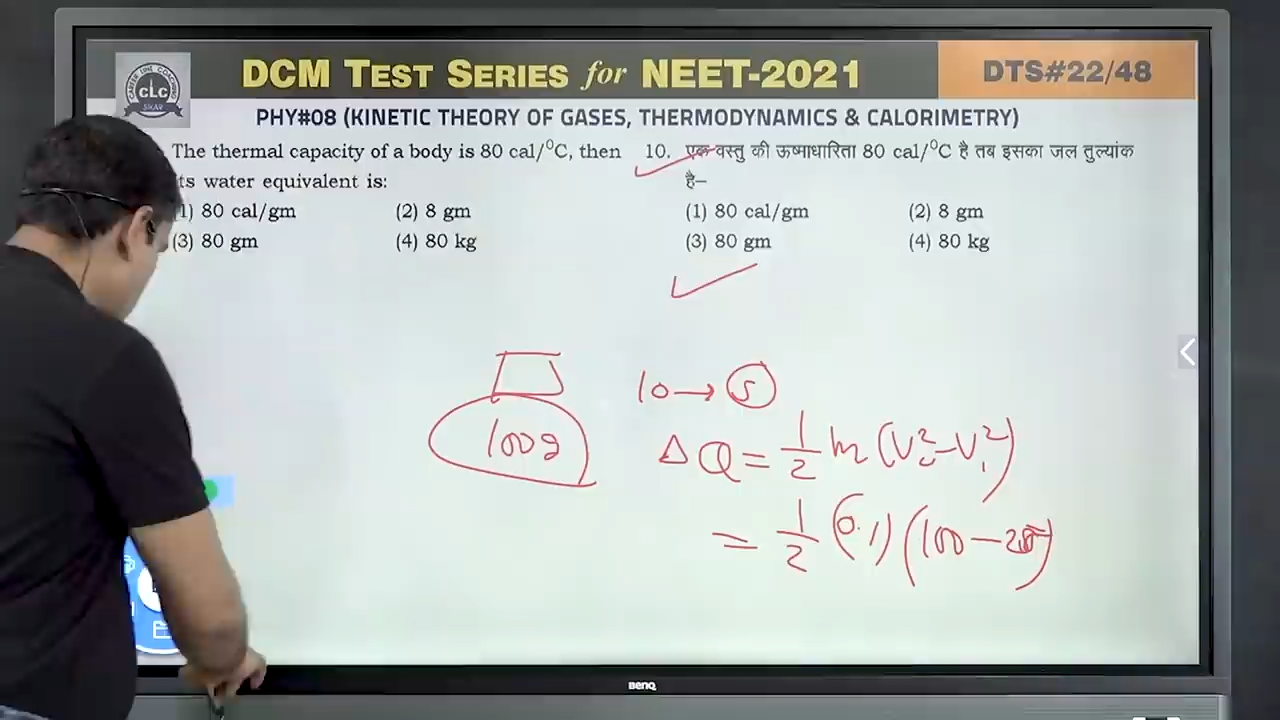 DCM TEST SERIES for NEET-2021
DTS#22/48
CLC
PHY#08 (KINETIC THEORY OF GASES, THERMODYNAMICS & CALORIMETRY)
The thermal capacity of a body is 80 cal/⁰C, then
its water equivalent is:
(1) 80 cal/gm (2) 8 gm
(3) 80 gm (4) 80 kg
10. एक वस्तु की ऊष्माधारिता 80 cal/⁰C है तब इसका जल तुल्यांक
है–
(1) 80 cal/gm (2) 8 gm
(3) 80 gm (4) 80 kg
100g
10 → 5
ΔQ = 1/2 m (V₂² – V₁²)
= 1/2 (0.1) (100 – 25)
BENQ